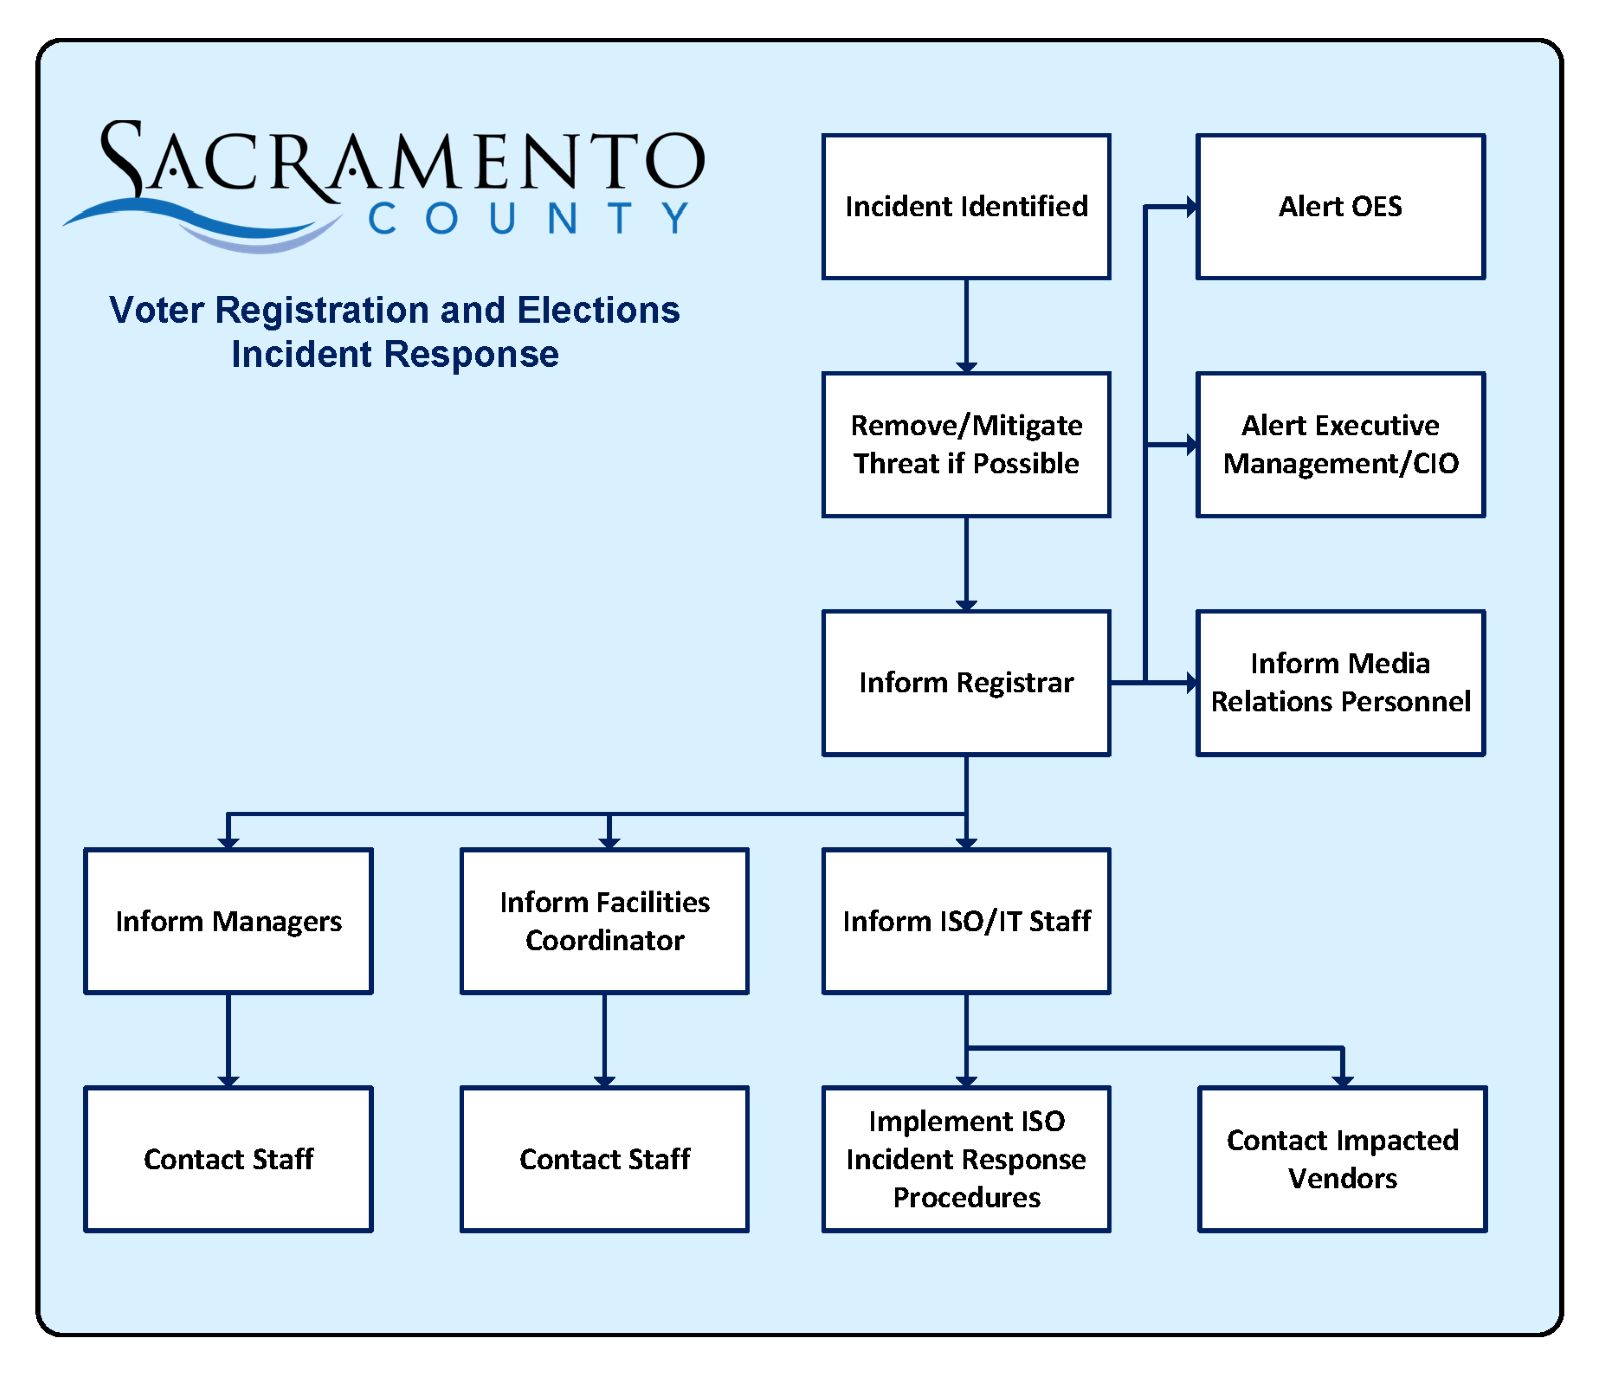 SACRAMENTO
COUNTY
Voter Registration and Elections
Incident Response
Incident Identified
Alert OES
Remove/Mitigate
Threat if Possible
Alert Executive
Management/CIO
Inform Registrar
Inform Media
Relations Personnel
Inform Managers
Inform Facilities
Coordinator
Inform ISO/IT Staff
Contact Staff
Contact Staff
Implement ISO
Incident Response
Procedures
Contact Impacted
Vendors